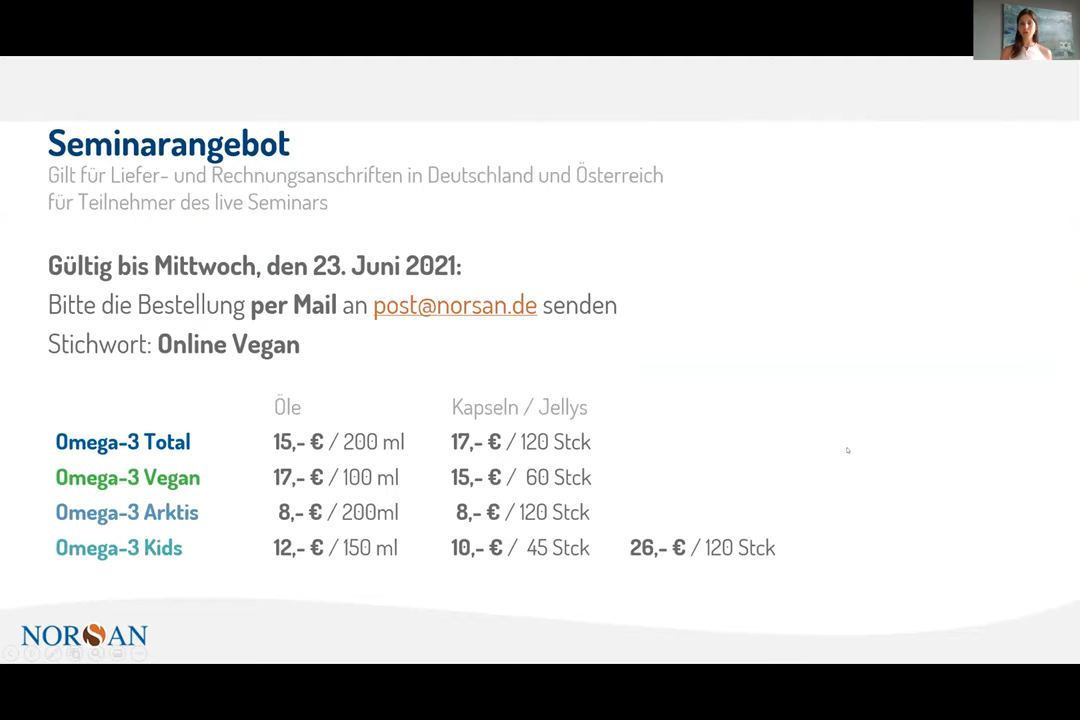 Seminarangebot
Gilt für Liefer- und Rechnungsanschriften in Deutschland und Österreich
für Teilnehmer des live Seminars
Gültig bis Mittwoch, den 23. Juni 2021:
Bitte die Bestellung per Mail an post@norsan.de senden
Stichwort: Online Vegan
Öle Kapseln / Jellys
Omega-3 Total 15,- € / 200 ml 17,- € / 120 Stck
Omega-3 Vegan 17,- € / 100 ml 15,- € / 60 Stck
Omega-3 Arktis 8,- € / 200ml 8,- € / 120 Stck
Omega-3 Kids 12,- € / 150 ml 10,- € / 45 Stck 26,- € / 120 Stck
NORSAN